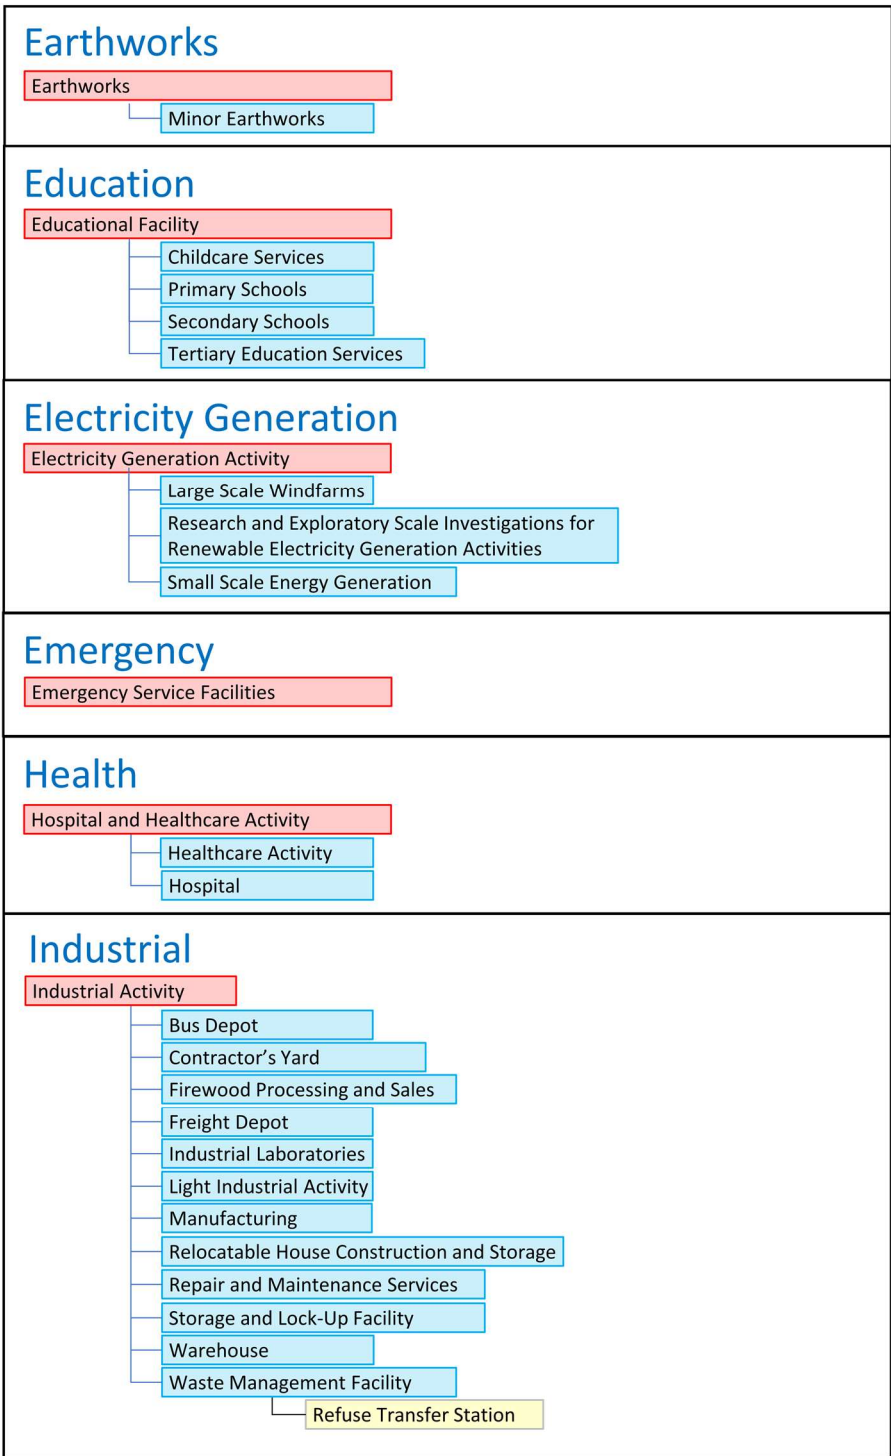 Earthworks
Earthworks
Minor Earthworks
Education
Educational Facility
Childcare Services
Primary Schools
Secondary Schools
Tertiary Education Services
Electricity Generation
Electricity Generation Activity
Large Scale Windfarms
Research and Exploratory Scale Investigations for
Renewable Electricity Generation Activities
Small Scale Energy Generation
Emergency
Emergency Service Facilities
Health
Hospital and Healthcare Activity
Healthcare Activity
Hospital
Industrial
Industrial Activity
Bus Depot
Contractor’s Yard
Firewood Processing and Sales
Freight Depot
Industrial Laboratories
Light Industrial Activity
Manufacturing
Relocatable House Construction and Storage
Repair and Maintenance Services
Storage and Lock-Up Facility
Warehouse
Waste Management Facility
Refuse Transfer Station